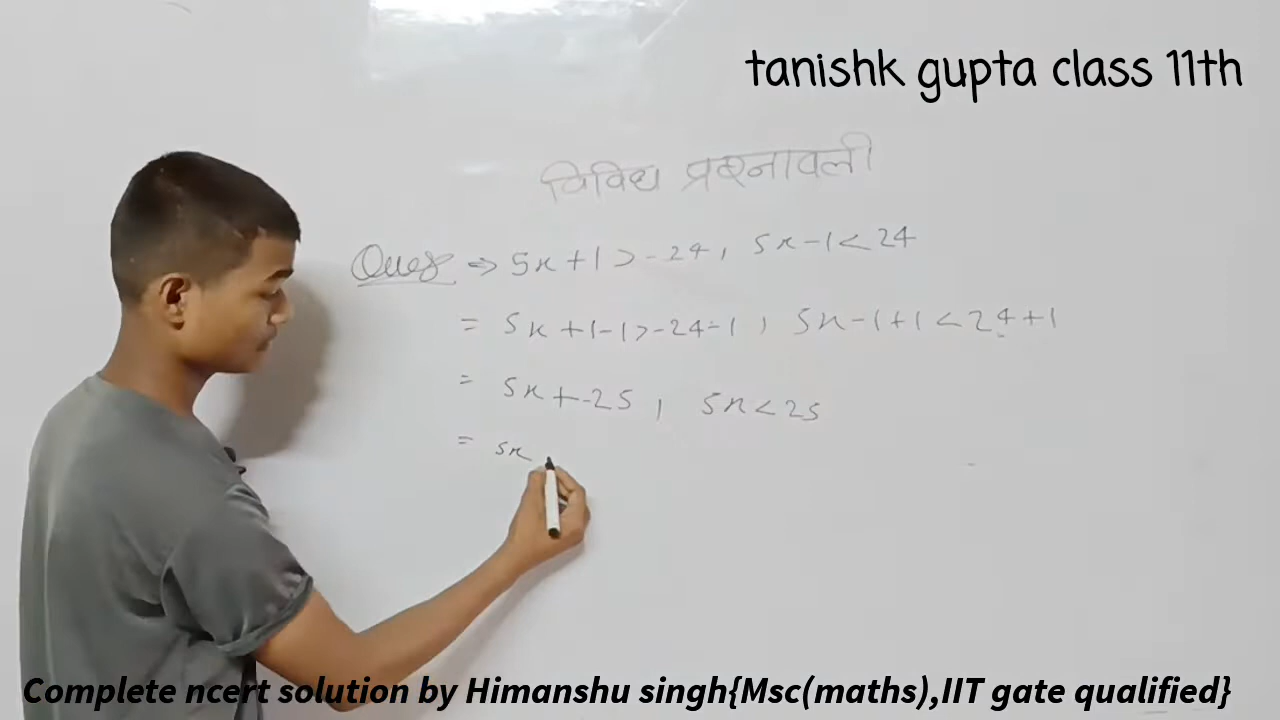 tanishk gupta class 11th
विविध प्रश्नावली
Ques → 5x+1>-24, 5x-1<24
= 5x+1-1>-24-1, 5x-1+1<24+1
= 5x+-25, 5x<25
= 5x
Complete ncert solution by Himanshu singh{Msc(maths),IIT gate qualified}